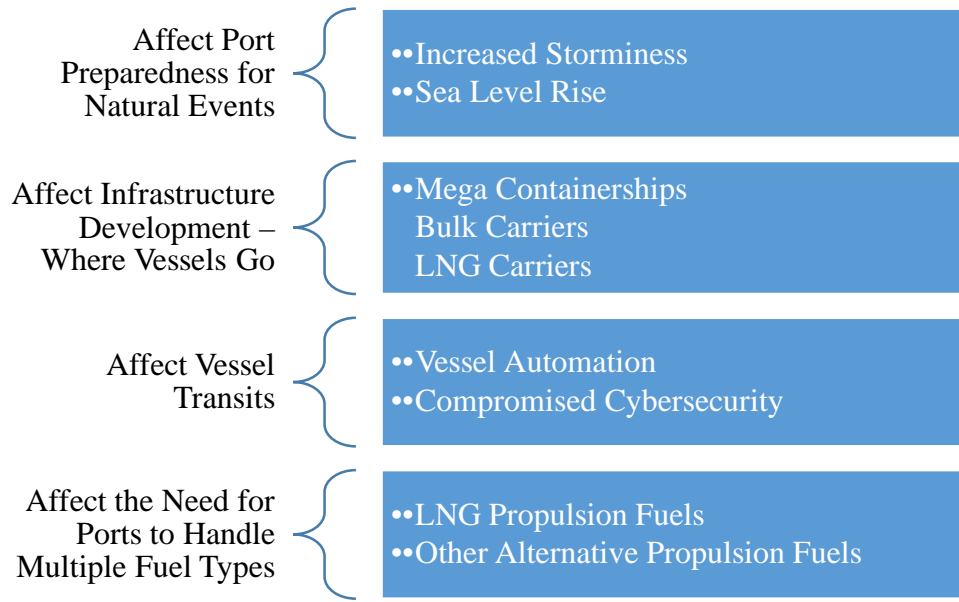 Affect Port
Preparedness for
Natural Events
••Increased Storminess
••Sea Level Rise
Affect Infrastructure
Development –
Where Vessels Go
••Mega Containerships
Bulk Carriers
LNG Carriers
Affect Vessel
Transits
••Vessel Automation
••Compromised Cybersecurity
Affect the Need for
Ports to Handle
Multiple Fuel Types
••LNG Propulsion Fuels
••Other Alternative Propulsion Fuels